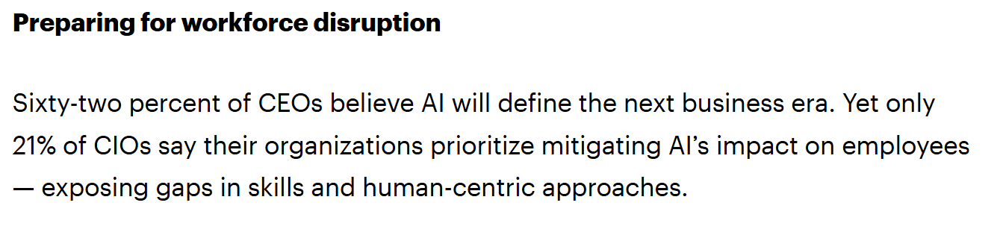 Preparing for workforce disruption
Sixty-two percent of CEOs believe AI will define the next business era. Yet only
21% of CIOs say their organizations prioritize mitigating AI’s impact on employees
— exposing gaps in skills and human-centric approaches.